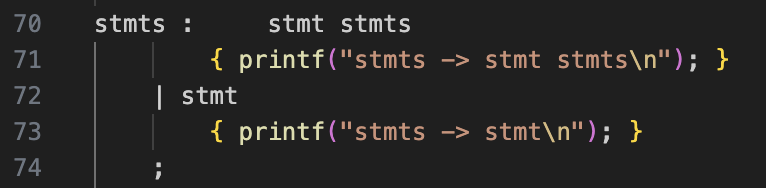 70 stmts : stmt stmts
71 { printf("stmts -> stmt stmts\n"); }
72 | stmt
73 { printf("stmts -> stmt\n"); }
74 ;